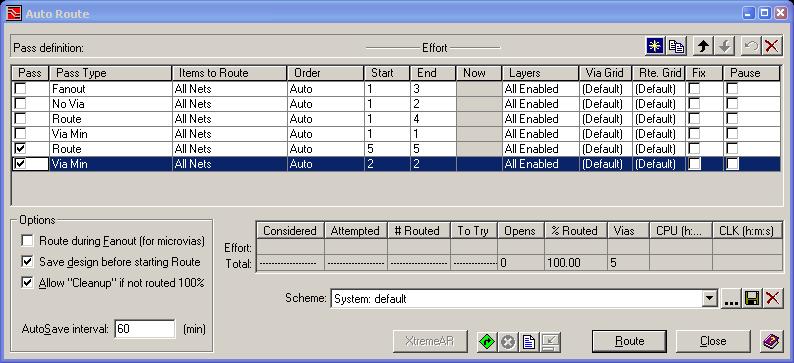 Auto Route
Pass definition: Effort
Pass Pass Type Items to Route Order Start End Now Layers Via Grid Rte. Grid Fix Pause
Fanout All Nets Auto 1 3 All Enabled (Default) (Default)
No Via All Nets Auto 1 2 All Enabled (Default) (Default)
Route All Nets Auto 1 4 All Enabled (Default) (Default)
Via Min All Nets Auto 1 1 All Enabled (Default) (Default)
Route All Nets Auto 5 5 All Enabled (Default) (Default)
Via Min All Nets Auto 2 2 All Enabled (Default) (Default)
Options
Route during Fanout (for microvias)
Save design before starting Route
Allow "Cleanup" if not routed 100%
AutoSave interval: 60 (min)
Considered Attempted # Routed To Try Opens % Routed Vias CPU (h:... CLK (h:m:s)
Effort:
Total: ---------------- ---------------- ---------------- ----------- 0 100.00 5
Scheme: System: default ...
XtremeAR Route Close